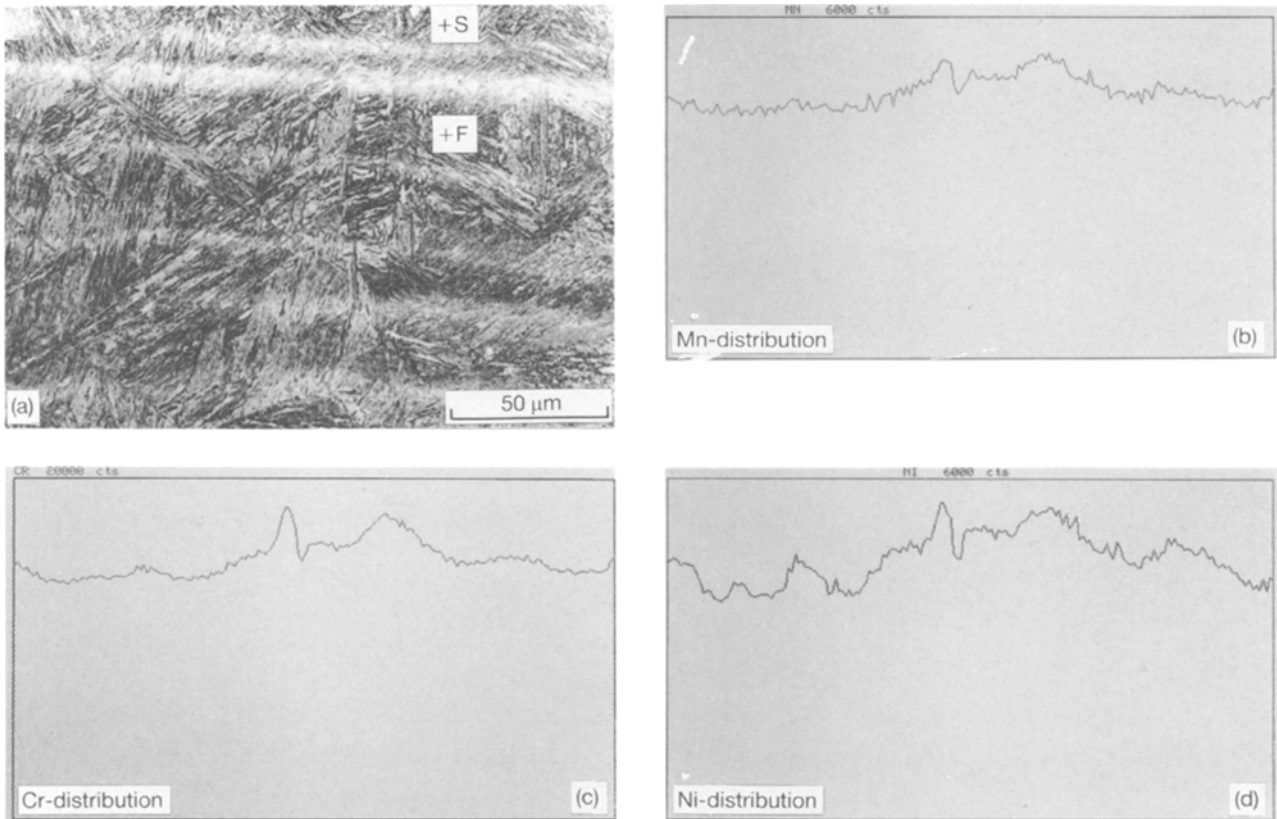 +S
+F
(a)
50 µm
MN 6000 cts
Mn-distribution
(b)
CR 20000 cts
Cr-distribution
(c)
NI 6000 cts
Ni-distribution
(d)